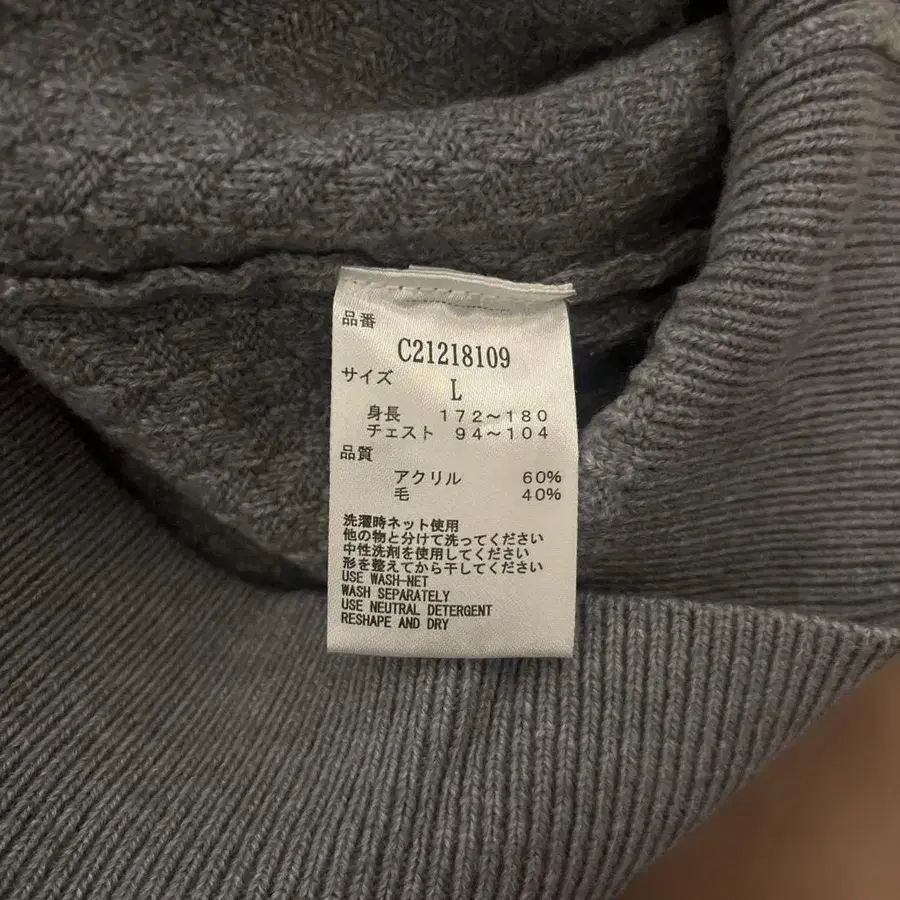 品番
C21218109
サイズ
L
身長 172～180
チェスト 94～104
品質
アクリル 60%
毛 40%
洗濯時ネット使用
他の物と分けて洗ってください
中性洗剤を使用してください
形を整えてから干してください
USE WASH-NET
WASH SEPARATELY
USE NEUTRAL DETERGENT
RESHAPE AND DRY